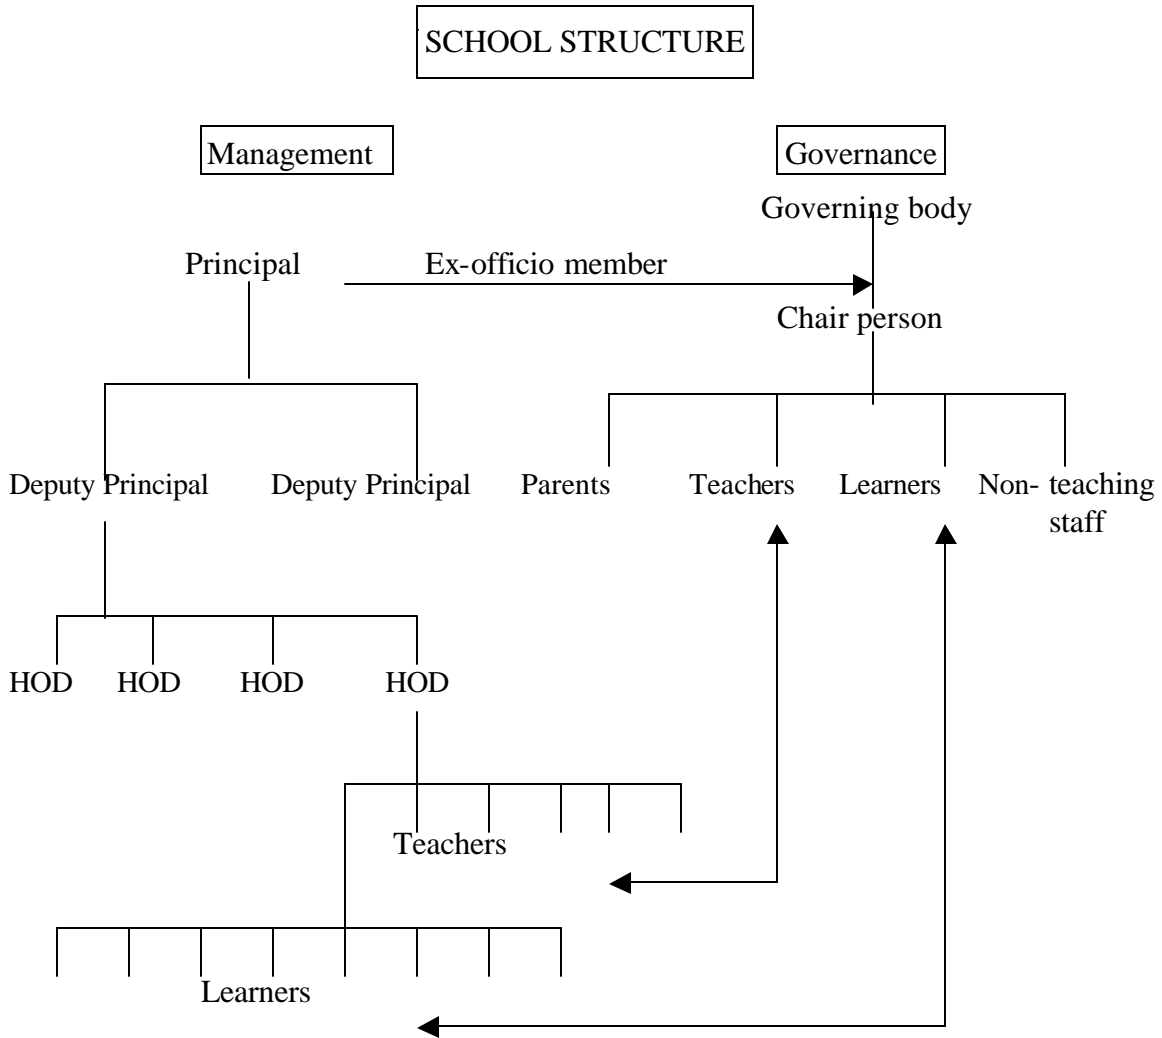 SCHOOL STRUCTURE
Management
Governance
Governing body
Principal
Ex-officio member
Chair person
Deputy Principal
Deputy Principal
Parents
Teachers
Learners
Non- teaching
staff
HOD
HOD
HOD
HOD
Teachers
Learners